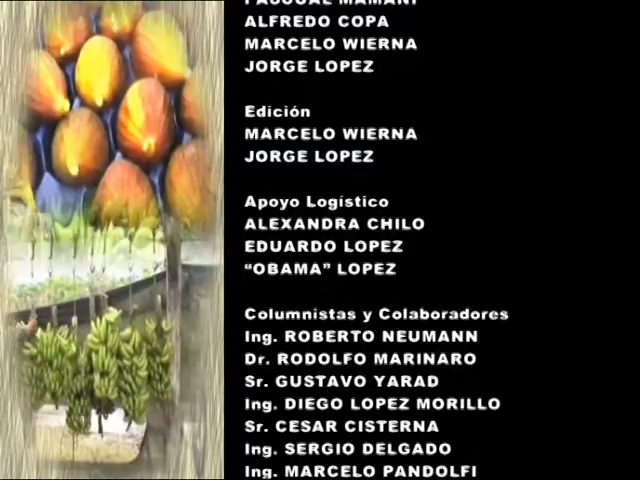 PASCUAL MAMANI
ALFREDO COPA
MARCELO WIERNA
JORGE LOPEZ
Edición
MARCELO WIERNA
JORGE LOPEZ
Apoyo Logístico
ALEXANDRA CHILO
EDUARDO LOPEZ
“OBAMA” LOPEZ
Columnistas y Colaboradores
Ing. ROBERTO NEUMANN
Dr. RODOLFO MARINARO
Sr. GUSTAVO YARAD
Ing. DIEGO LOPEZ MORILLO
Sr. CESAR CISTERNA
Ing. SERGIO DELGADO
Ing. MARCELO PANDOLFI